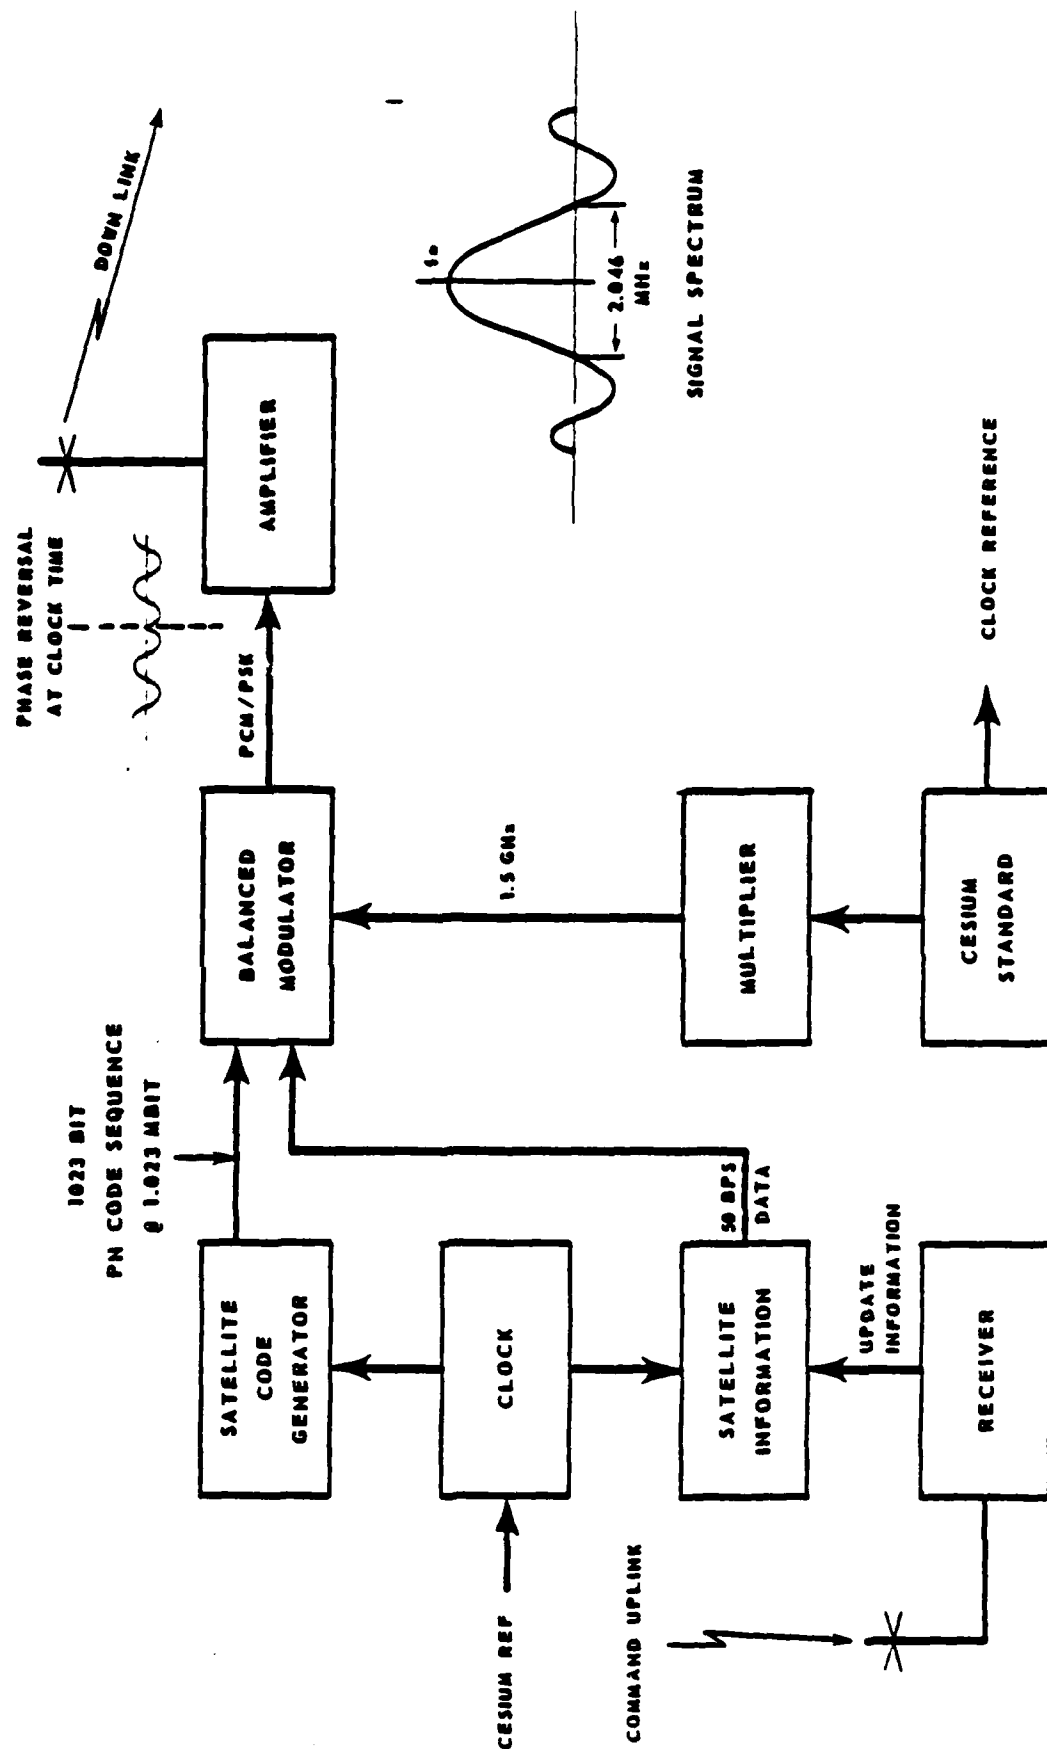 PHASE REVERSAL
AT CLOCK TIME
DOWN LINK
1023 BIT
PN CODE SEQUENCE
@ 1.023 MBIT
SATELLITE
CODE
GENERATOR
BALANCED
MODULATOR
PCM/PSK
AMPLIFIER
CESIUM REF
CLOCK
1.5 GHz
2.046
MHz
SIGNAL SPECTRUM
COMMAND UPLINK
SATELLITE
INFORMATION
50 BPS
DATA
MULTIPLIER
UPDATE
INFORMATION
RECEIVER
CESIUM
STANDARD
CLOCK REFERENCE